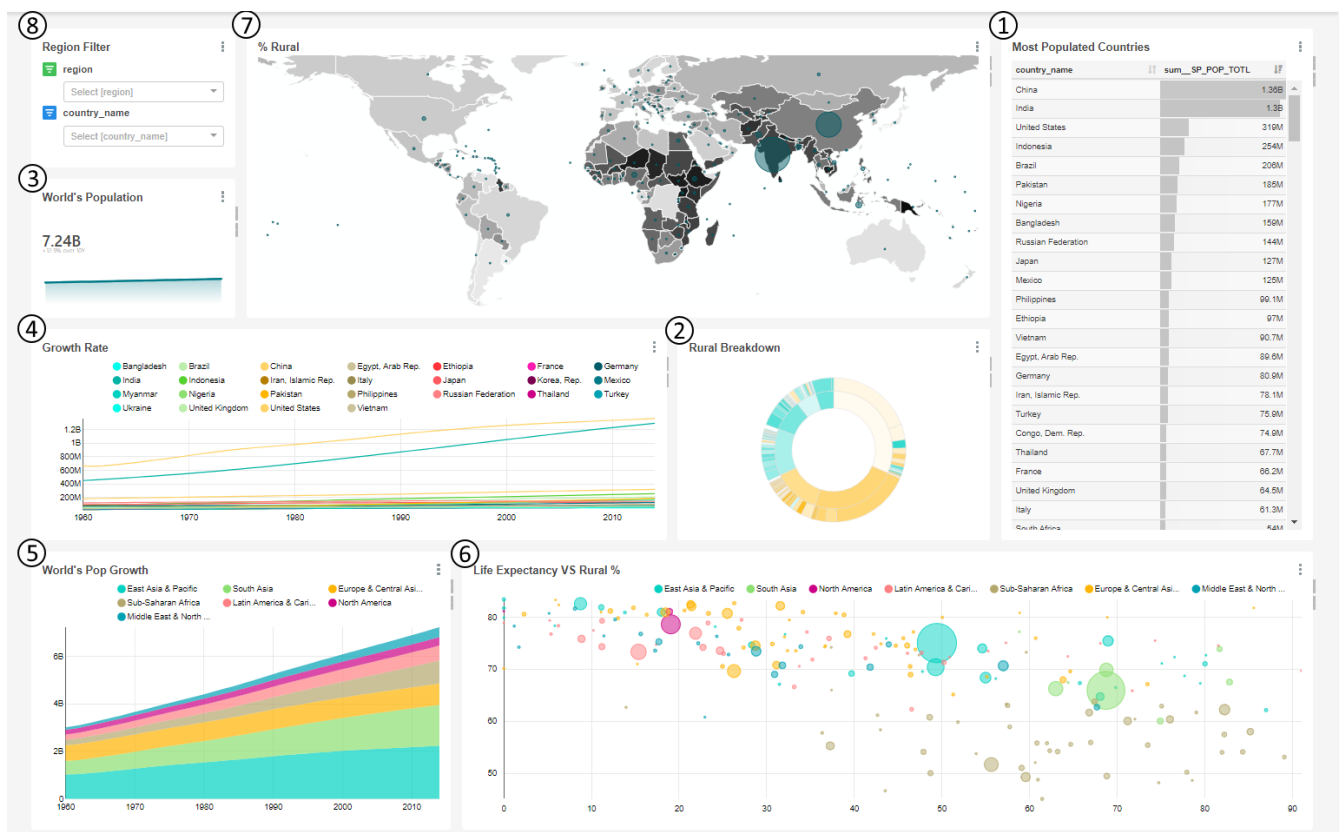 ⑧
Region Filter
region
Select [region]
country_name
Select [country_name]
③
World's Population
7.24B
⑦
% Rural
①
Most Populated Countries
country_name sum__SP_POP_TOTL
China 1.36B
India 1.3B
United States 319M
Indonesia 254M
Brazil 206M
Pakistan 185M
Nigeria 177M
Bangladesh 159M
Russian Federation 144M
Japan 127M
Mexico 125M
Philippines 99.1M
Ethiopia 97M
Vietnam 90.7M
Egypt, Arab Rep. 89.6M
Germany 80.9M
Iran, Islamic Rep. 78.1M
Turkey 75.9M
Congo, Dem. Rep. 74.9M
Thailand 67.7M
France 66.2M
United Kingdom 64.5M
Italy 61.3M
South Africa 54M
④
Growth Rate
Bangladesh Brazil China Egypt, Arab Rep. Ethiopia France Germany
India Indonesia Iran, Islamic Rep. Italy Japan Korea, Rep. Mexico
Myanmar Nigeria Pakistan Philippines Russian Federation Thailand Turkey
Ukraine United Kingdom United States Vietnam
1.2B
1B
800M
600M
400M
200M
1960 1970 1980 1990 2000 2010
②
Rural Breakdown
⑤
World's Pop Growth
East Asia & Pacific South Asia Europe & Central Asi...
Sub-Saharan Africa Latin America & Cari... North America
Middle East & North ...
6B
4B
2B
0
1960 1970 1980 1990 2000 2010
⑥
Life Expectancy VS Rural %
East Asia & Pacific South Asia North America Latin America & Cari... Sub-Saharan Africa Europe & Central Asi... Middle East & North ...
80
70
60
50
0 10 20 30 40 50 60 70 80 90